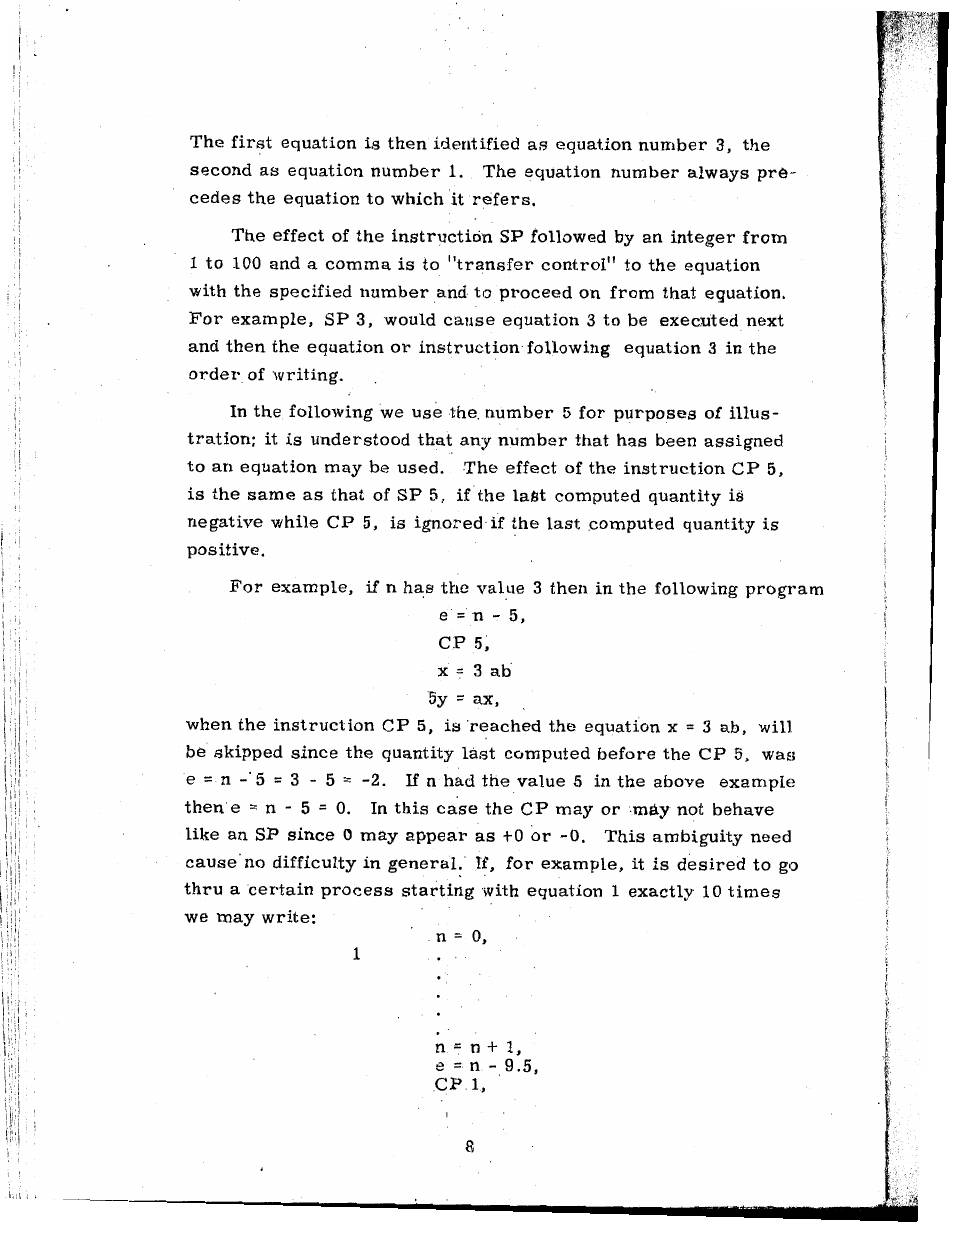 The first equation is then identified as equation number 3, the
second as equation number 1. The equation number always pre-
cedes the equation to which it refers.
The effect of the instruction SP followed by an integer from
1 to 100 and a comma is to "transfer control" to the equation
with the specified number and to proceed on from that equation.
For example, SP 3, would cause equation 3 to be executed next
and then the equation or instruction following equation 3 in the
order of writing.
In the following we use the number 5 for purposes of illus-
tration; it is understood that any number that has been assigned
to an equation may be used. The effect of the instruction CP 5,
is the same as that of SP 5, if the last computed quantity is
negative while CP 5, is ignored if the last computed quantity is
positive.
For example, if n has the value 3 then in the following program
e = n - 5,
CP 5,
x = 3 ab
5y = ax,
when the instruction CP 5, is reached the equation x = 3 ab, will
be skipped since the quantity last computed before the CP 5, was
e = n - 5 = 3 - 5 = -2. If n had the value 5 in the above example
then e = n - 5 = 0. In this case the CP may or may not behave
like an SP since 0 may appear as +0 or -0. This ambiguity need
cause no difficulty in general. If, for example, it is desired to go
thru a certain process starting with equation 1 exactly 10 times
we may write:
n = 0,
1 .
.
.
.
.
n = n + 1,
e = n - 9.5,
CP 1,
8